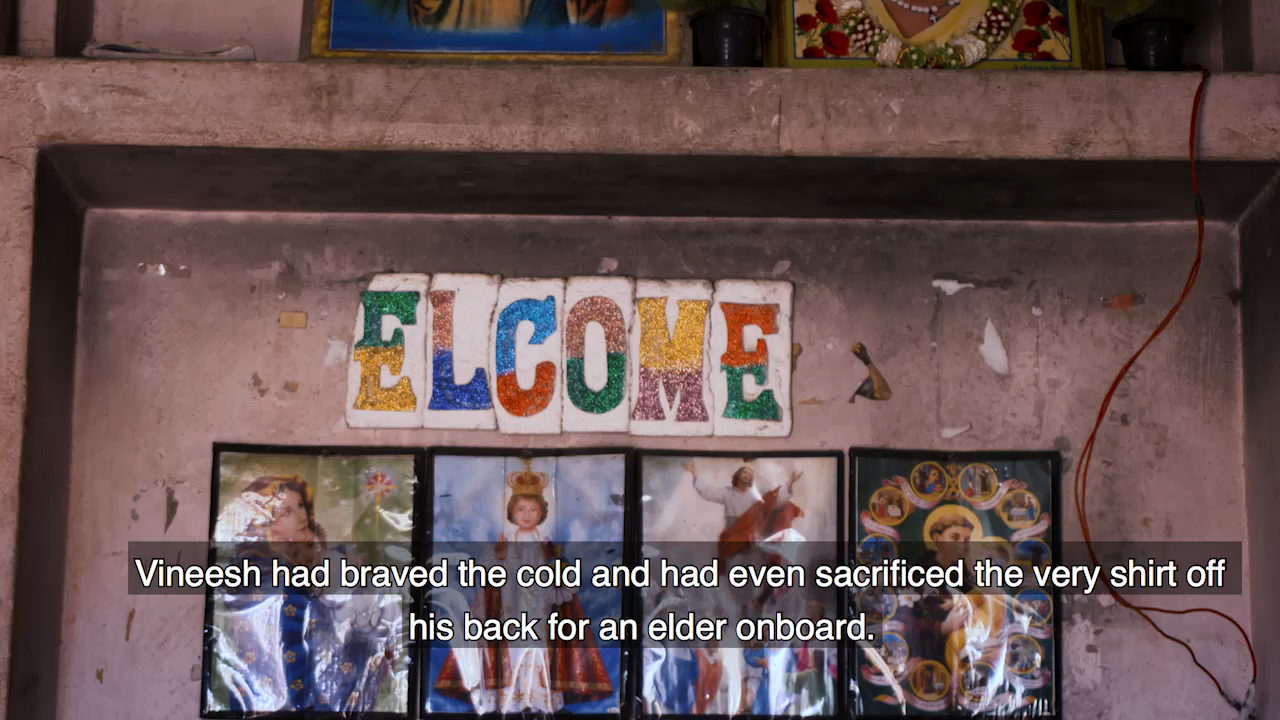 ELCOME
Vineesh had braved the cold and had even sacrificed the very shirt off
his back for an elder onboard.